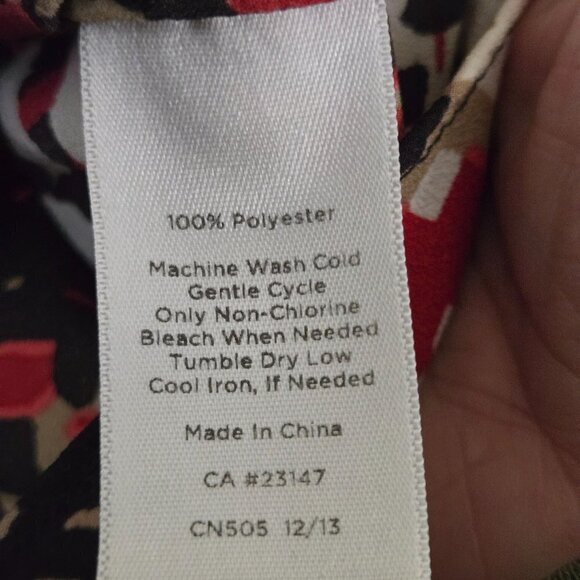 100% Polyester
Machine Wash Cold
Gentle Cycle
Only Non-Chlorine
Bleach When Needed
Tumble Dry Low
Cool Iron, If Needed
Made In China
CA #23147
CN505 12/13